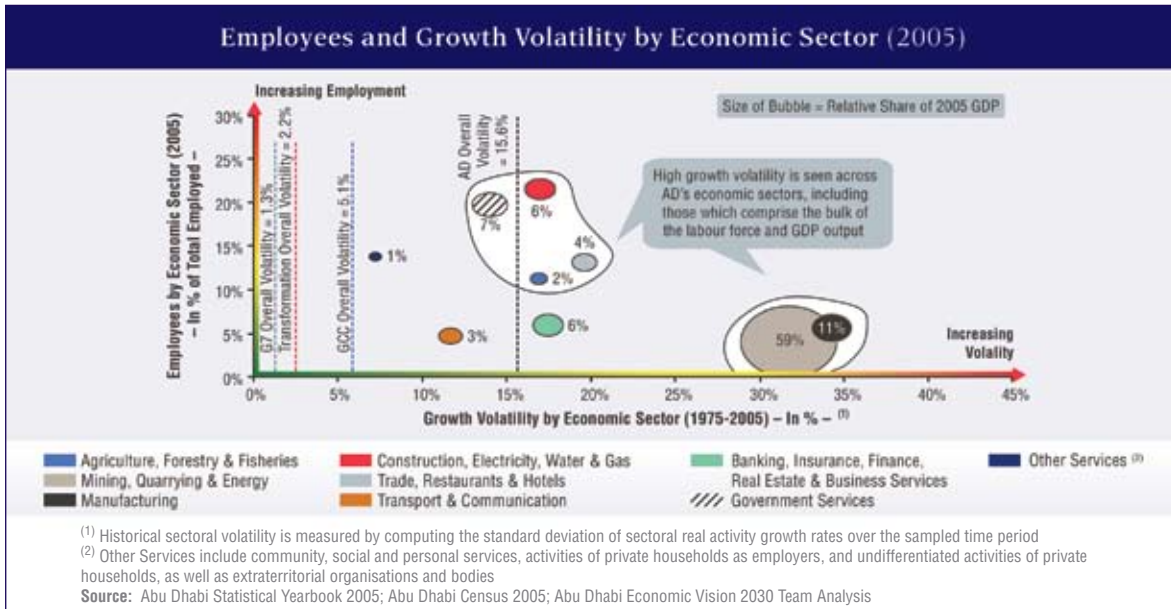 Employees and Growth Volatility by Economic Sector (2005)
Increasing Employment
Size of Bubble = Relative Share of 2005 GDP
Employees by Economic Sector (2005)
– In % of Total Employed –
30%
25%
20%
15%
10%
5%
0%
G7 Overall Volatility = 1.3%
Transformation Overall Volatility = 2.2%
GCC Overall Volatility = 5.1%
AD Overall
Volatility
= 15.6%
High growth volatility is seen across
AD's economic sectors, including
those which comprise the bulk of
the labour force and GDP output
7%
6%
4%
1%
2%
3%
6%
59%
11%
Increasing
Volality
0%
5%
10%
15%
20%
25%
30%
35%
40%
45%
Growth Volatility by Economic Sector (1975-2005) – In % – (1)
Agriculture, Forestry & Fisheries
Mining, Quarrying & Energy
Manufacturing
Construction, Electricity, Water & Gas
Trade, Restaurants & Hotels
Transport & Communication
Banking, Insurance, Finance,
Real Estate & Business Services
Government Services
Other Services (2)
(1) Historical sectoral volatility is measured by computing the standard deviation of sectoral real activity growth rates over the sampled time period
(2) Other Services include community, social and personal services, activities of private households as employers, and undifferentiated activities of private
households, as well as extraterritorial organisations and bodies
Source: Abu Dhabi Statistical Yearbook 2005; Abu Dhabi Census 2005; Abu Dhabi Economic Vision 2030 Team Analysis